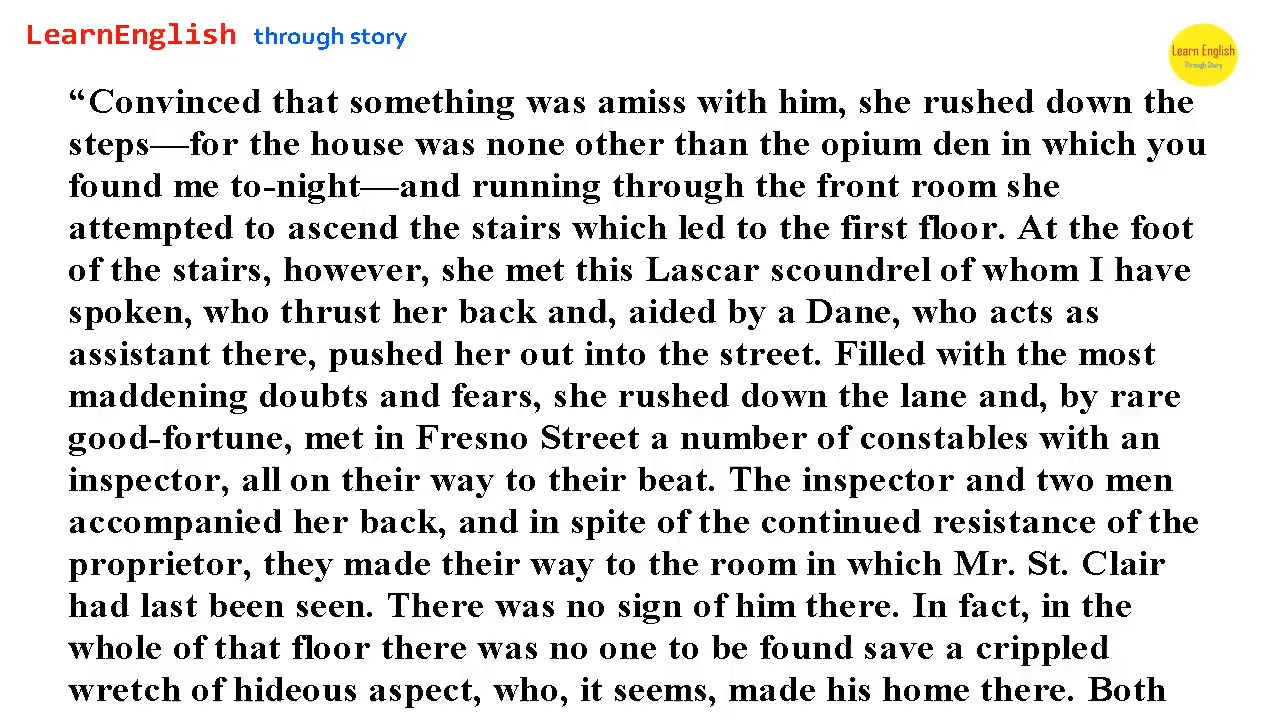 LearnEnglish through story
Learn English
Through Story
“Convinced that something was amiss with him, she rushed down the
steps—for the house was none other than the opium den in which you
found me to-night—and running through the front room she
attempted to ascend the stairs which led to the first floor. At the foot
of the stairs, however, she met this Lascar scoundrel of whom I have
spoken, who thrust her back and, aided by a Dane, who acts as
assistant there, pushed her out into the street. Filled with the most
maddening doubts and fears, she rushed down the lane and, by rare
good-fortune, met in Fresno Street a number of constables with an
inspector, all on their way to their beat. The inspector and two men
accompanied her back, and in spite of the continued resistance of the
proprietor, they made their way to the room in which Mr. St. Clair
had last been seen. There was no sign of him there. In fact, in the
whole of that floor there was no one to be found save a crippled
wretch of hideous aspect, who, it seems, made his home there. Both